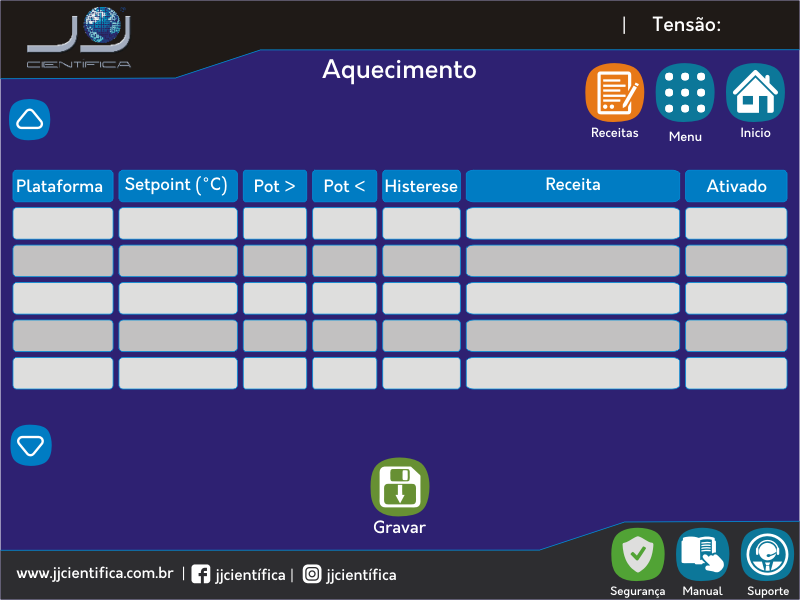 JJ
CIENTIFICA
| Tensão:
Aquecimento
Receitas
Menu
Inicio
Plataforma Setpoint (°C) Pot > Pot < Histerese Receita Ativado
Gravar
www.jjcientifica.com.br | jjcientífica | jjcientífica
Segurança Manual Suporte